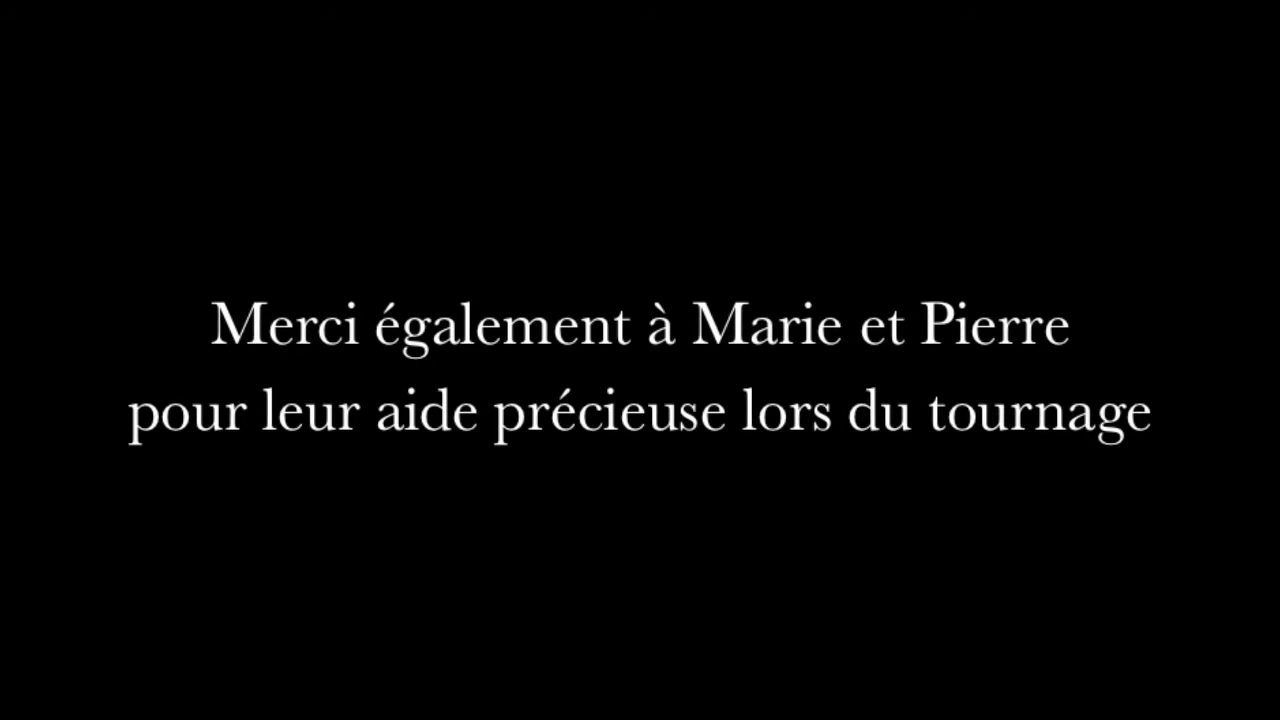 Merci également à Marie et Pierre
pour leur aide précieuse lors du tournage